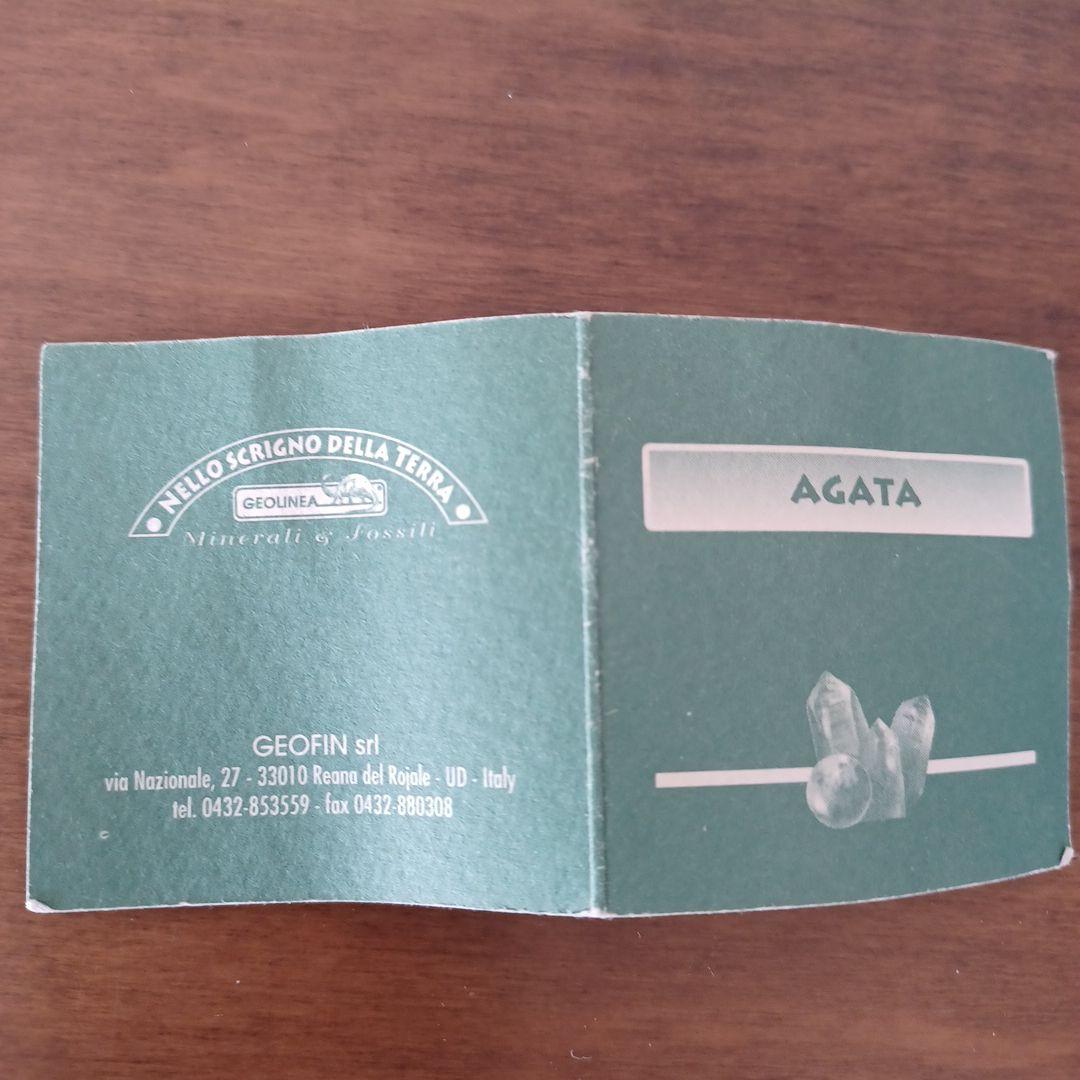 NELLO SCRIGNO DELLA TERRA
GEOLINEA
Minerali & Fossili
GEOFIN srl
via Nazionale, 27 - 33010 Reana del Rojale - UD - Italy
tel. 0432-853559 - fax 0432-880308
AGATA